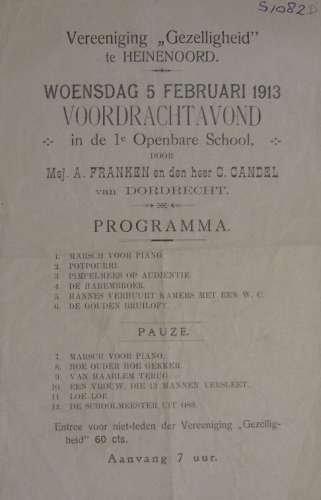 S1082D
Vereeniging „Gezelligheid"
te HEINENOORD.
WOENSDAG 5 FEBRUARI 1913
VOORDRACHTAVOND
in de 1e Openbare School,
DOOR
Mej. A. FRANKEN en den heer C. CANDEL
van DORDRECHT.
PROGRAMMA.
1. MARSCH VOOR PIANO.
2. POTPOURRI.
3. PIMPELMEES OP AUDIËNTIE.
4. DE HAREMBROEK.
5. HANNES VERHUURT KAMERS MET EEN W. C.
6. DE GOUDEN BRUILOFT.
PAUZE.
7. MARSCH VOOR PIANO.
8. HOE OUDER HOE GEKKER.
9. VAN HAARLEM TERUG.
10. EEN VROUW, DIE 13 MANNEN VERSLEET.
11. LOE LOE
12. DE SCHOOLMEESTER UIT OSS.
Entree voor niet-leden der Vereeniging „Gezellig-
heid" 60 cts.
Aanvang 7 uur.